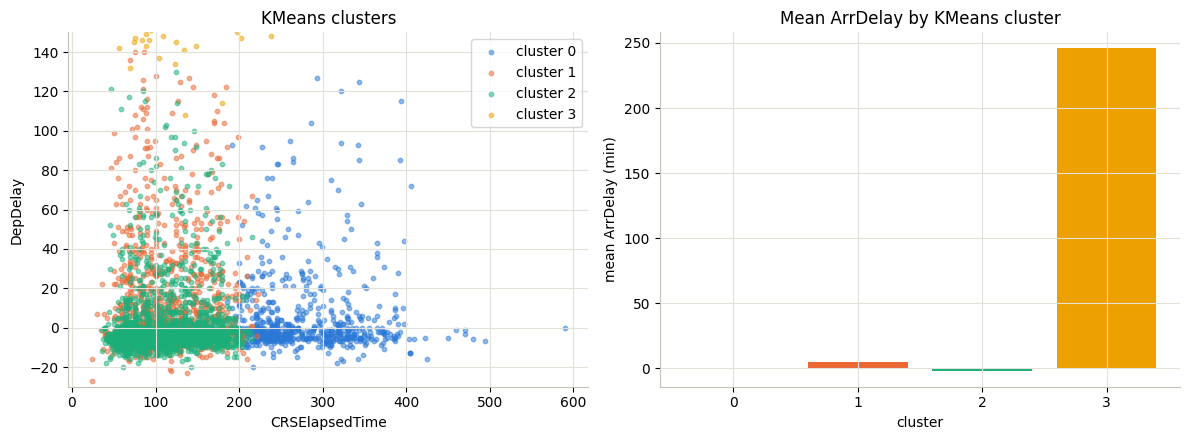 KMeans clusters
DepDelay
140
120
100
80
60
40
20
0
−20
0 100 200 300 400 500 600
CRSElapsedTime
cluster 0
cluster 1
cluster 2
cluster 3
Mean ArrDelay by KMeans cluster
mean ArrDelay (min)
250
200
150
100
50
0
0 1 2 3
cluster